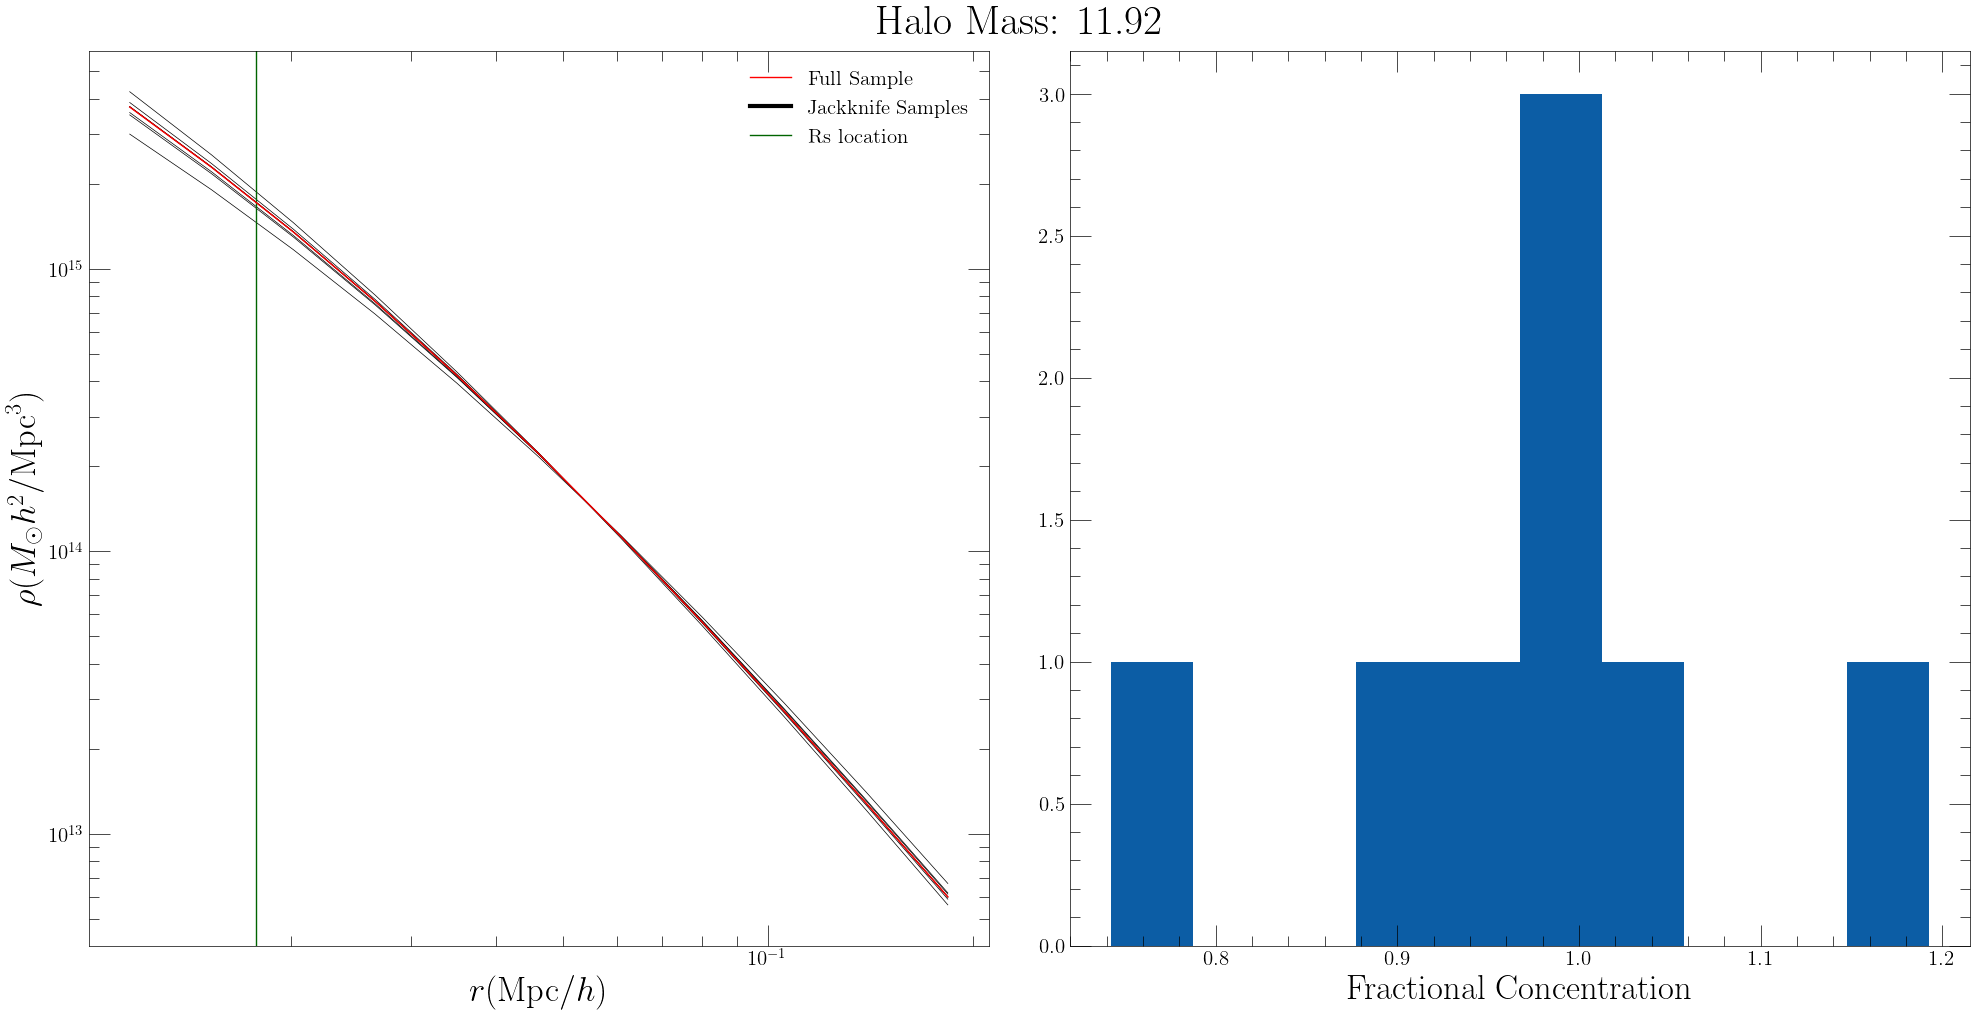 Halo Mass: 11.92
Full Sample
Jackknife Samples
Rs location
10^15
10^14
10^13
ρ(M⊙h²/Mpc³)
10^−1
r(Mpc/h)
3.0
2.5
2.0
1.5
1.0
0.5
0.0
0.8 0.9 1.0 1.1 1.2
Fractional Concentration